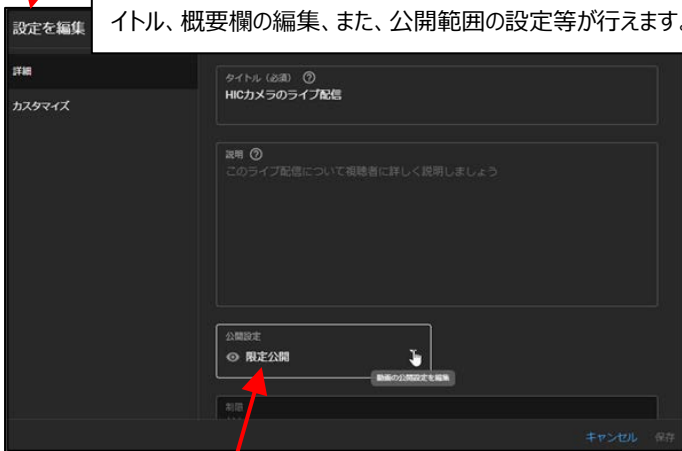 イトル、概要欄の編集、また、公開範囲の設定等が行えます。
設定を編集
詳細
カスタマイズ
タイトル（必須）
HICカメラのライブ配信
説明
このライブ配信について視聴者に詳しく説明しましょう
公開設定
限定公開
動画の公開設定を編集
制限
キャンセル 保存